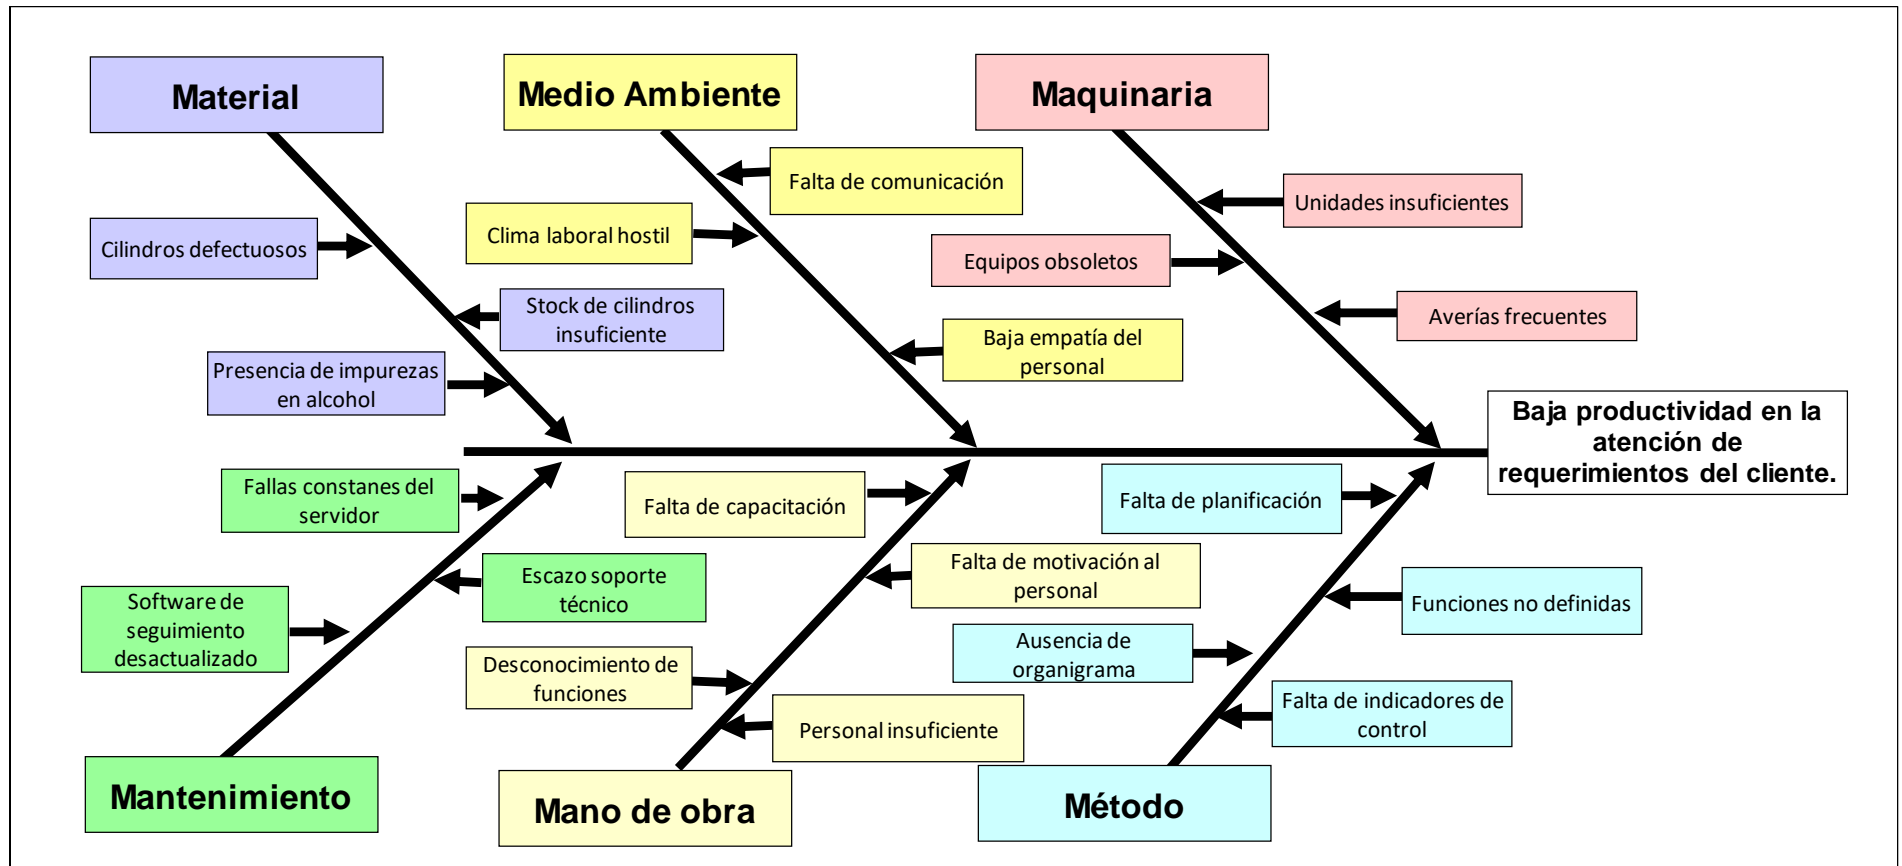 Material
Medio Ambiente
Maquinaria
Falta de comunicación
Unidades insuficientes
Clima laboral hostil
Cilindros defectuosos
Equipos obsoletos
Stock de cilindros
insuficiente
Averías frecuentes
Baja empatía del
personal
Presencia de impurezas
en alcohol
Baja productividad en la
atención de
requerimientos del cliente.
Fallas constanes del
servidor
Falta de capacitación
Falta de planificación
Escazo soporte
técnico
Falta de motivación al
personal
Funciones no definidas
Software de
seguimiento
desactualizado
Desconocimiento de
funciones
Ausencia de
organigrama
Personal insuficiente
Falta de indicadores de
control
Mantenimiento
Mano de obra
Método